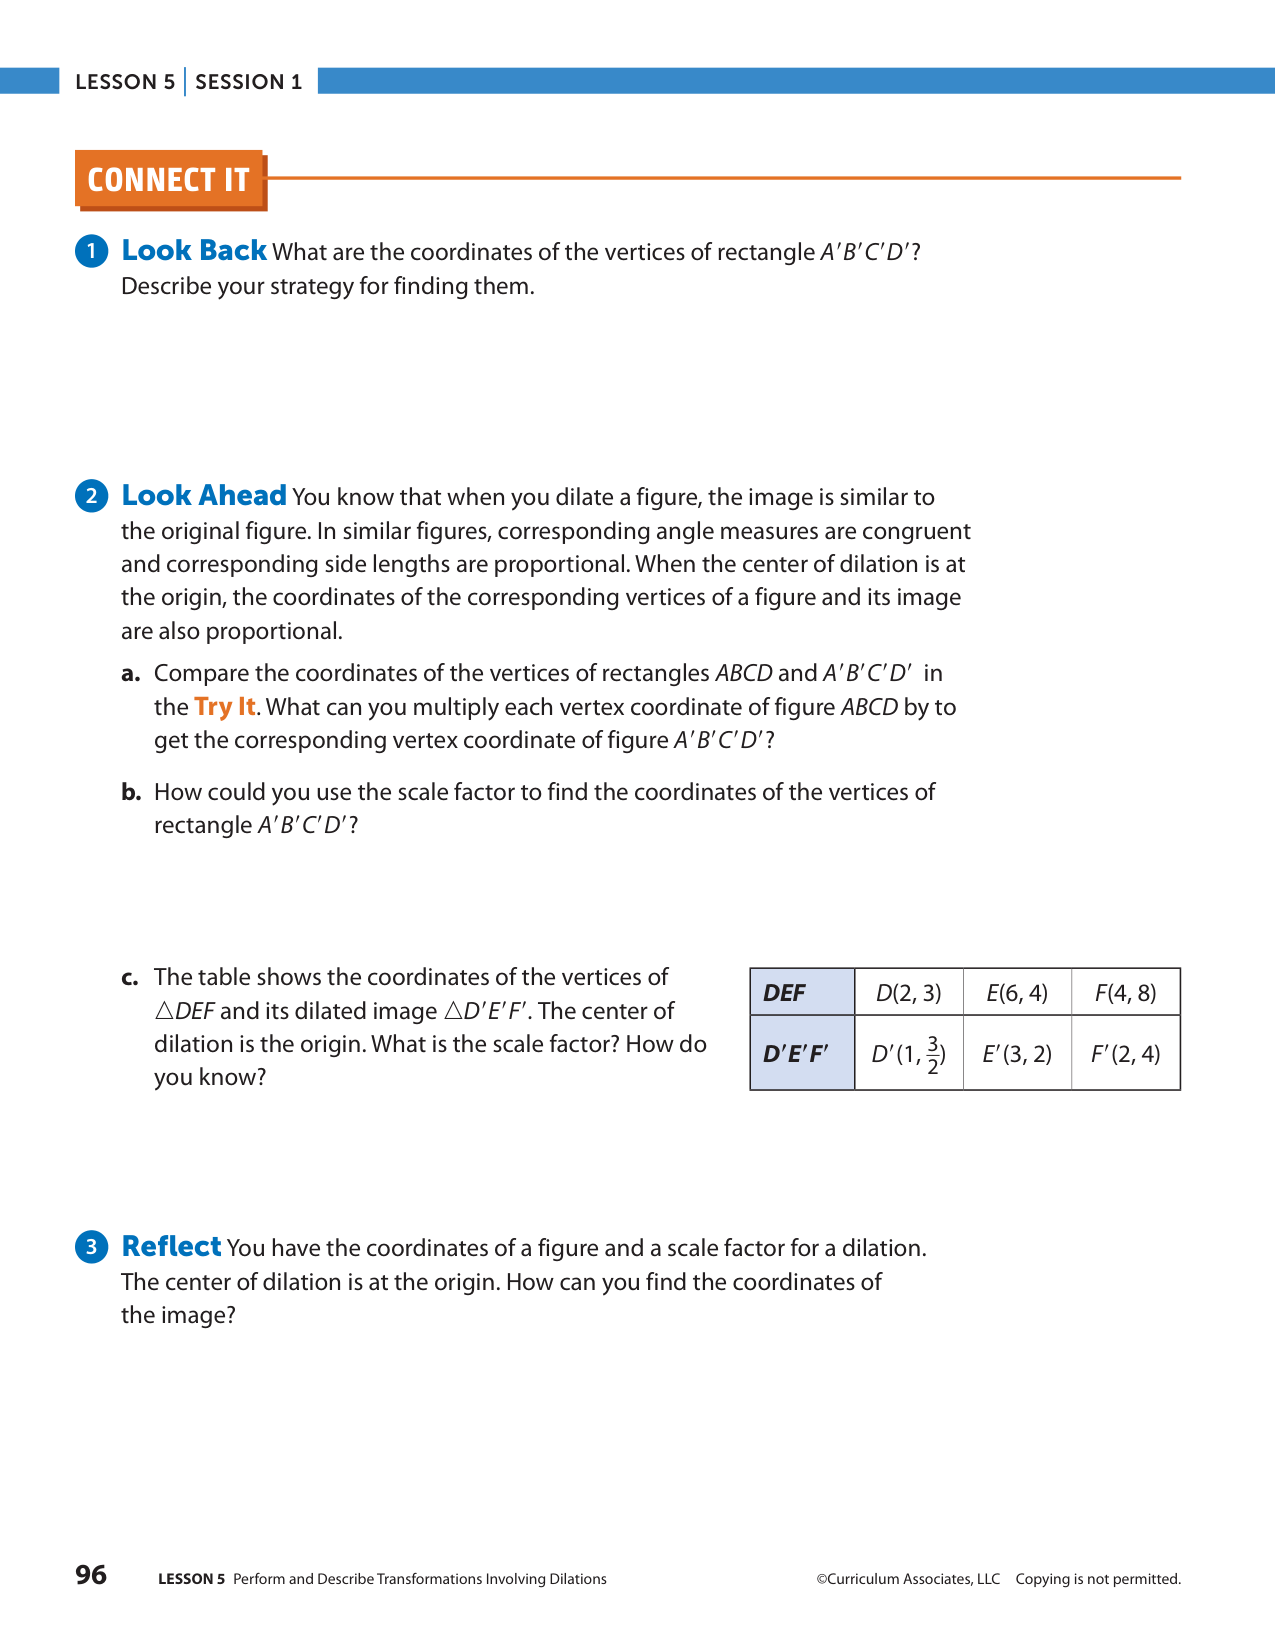 LESSON 5 | SESSION 1
CONNECT IT
1 Look Back What are the coordinates of the vertices of rectangle A′B′C′D′?
Describe your strategy for finding them.
2 Look Ahead You know that when you dilate a figure, the image is similar to
the original figure. In similar figures, corresponding angle measures are congruent
and corresponding side lengths are proportional. When the center of dilation is at
the origin, the coordinates of the corresponding vertices of a figure and its image
are also proportional.
a. Compare the coordinates of the vertices of rectangles ABCD and A′B′C′D′ in
the Try It. What can you multiply each vertex coordinate of figure ABCD by to
get the corresponding vertex coordinate of figure A′B′C′D′?
b. How could you use the scale factor to find the coordinates of the vertices of
rectangle A′B′C′D′?
c. The table shows the coordinates of the vertices of
△DEF and its dilated image △D′E′F′. The center of
dilation is the origin. What is the scale factor? How do
you know?
DEF D(2, 3) E(6, 4) F(4, 8)
D′E′F′ D′(1, 3/2) E′(3, 2) F′(2, 4)
3 Reflect You have the coordinates of a figure and a scale factor for a dilation.
The center of dilation is at the origin. How can you find the coordinates of
the image?
96 LESSON 5 Perform and Describe Transformations Involving Dilations ©Curriculum Associates, LLC Copying is not permitted.